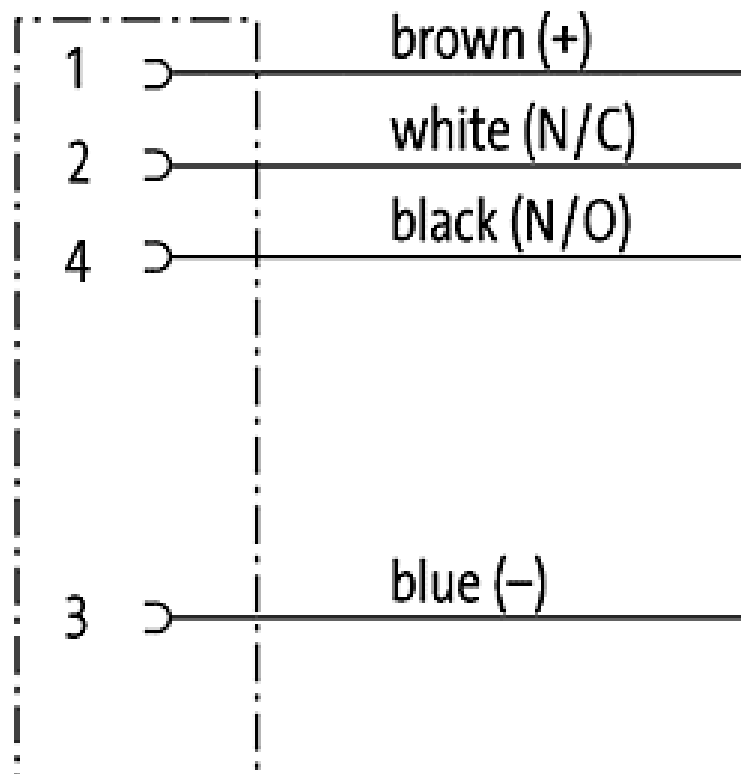 1 brown (+)
2 white (N/C)
4 black (N/O)
3 blue (–)